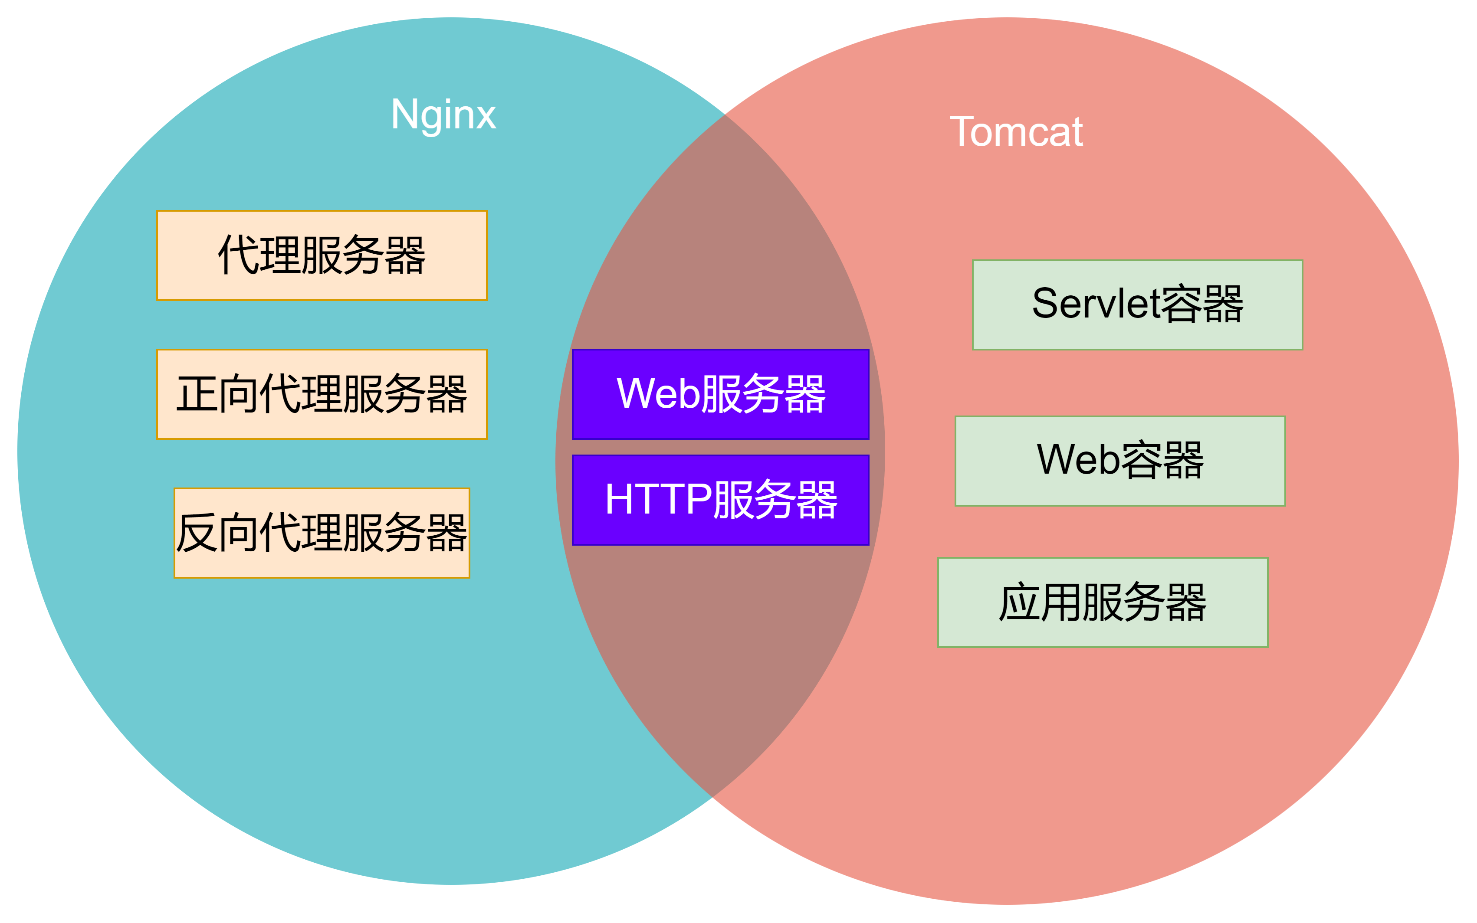 Nginx
代理服务器
正向代理服务器
反向代理服务器
Web服务器
HTTP服务器
Tomcat
Servlet容器
Web容器
应用服务器